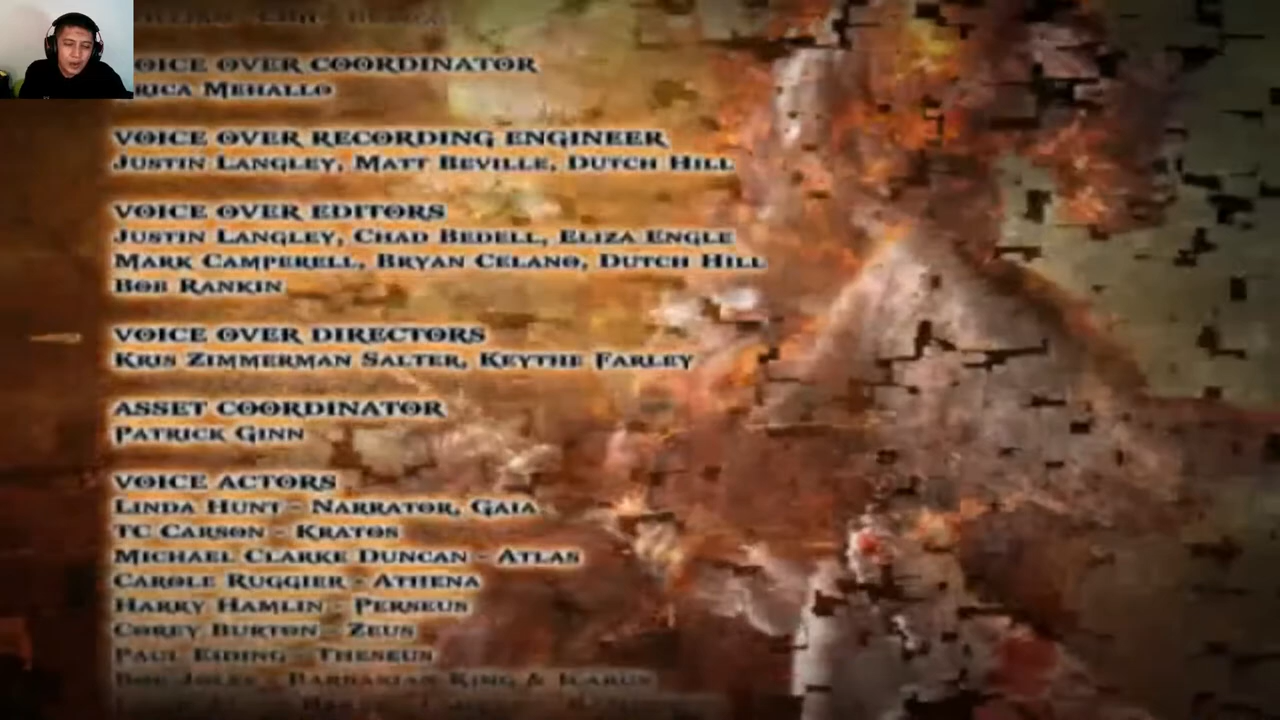 VOICE OVER COORDINATOR
ERICA MEHALLO
VOICE OVER RECORDING ENGINEER
JUSTIN LANGLEY, MATT BEVILLE, DUTCH HILL
VOICE OVER EDITORS
JUSTIN LANGLEY, CHAD BEDELL, ELIZA ENGLE
MARK CAMPERELL, BRYAN CELANO, DUTCH HILL
BOB RANKIN
VOICE OVER DIRECTORS
KRIS ZIMMERMAN SALTER, KEYTHE FARLEY
ASSET COORDINATOR
PATRICK GINN
VOICE ACTORS
LINDA HUNT - NARRATOR, GAIA
TC CARSON - KRATOS
MICHAEL CLARKE DUNCAN - ATLAS
CAROLE RUGGIER - ATHENA
HARRY HAMLIN - PERSEUS
COREY BURTON - ZEUS
PAUL EIDING - THESEUS
BOB JOLES - BARBARIAN KING & ICARUS